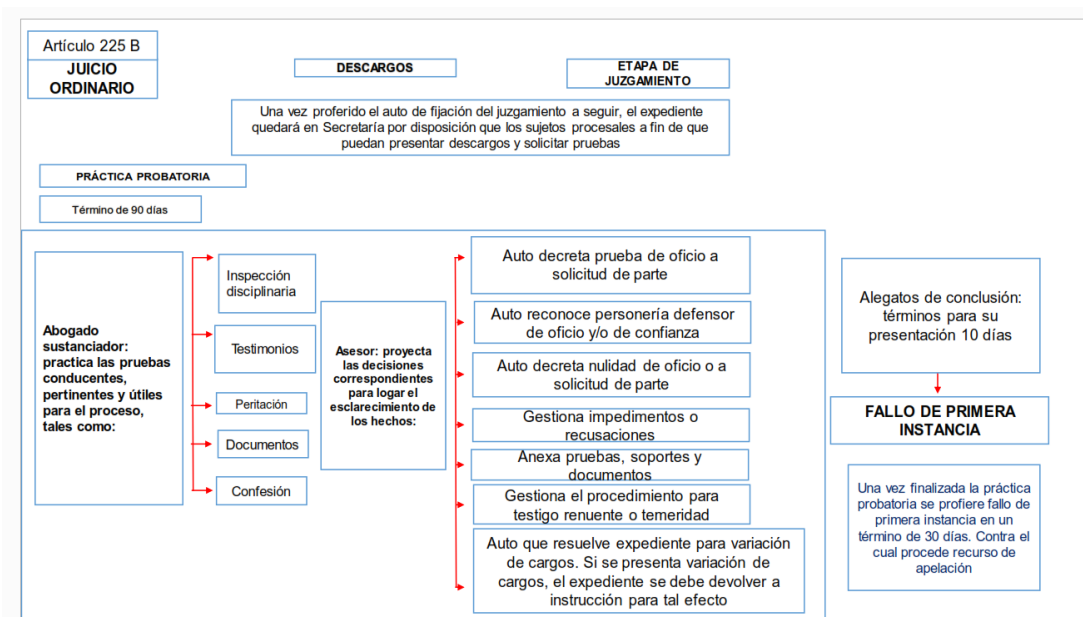 Artículo 225 B
JUICIO
ORDINARIO
DESCARGOS
ETAPA DE
JUZGAMIENTO
Una vez proferido el auto de fijación del juzgamiento a seguir, el expediente
quedará en Secretaría por disposición que los sujetos procesales a fin de que
puedan presentar descargos y solicitar pruebas
PRÁCTICA PROBATORIA
Término de 90 días
Abogado
sustanciador:
practica las pruebas
conducentes,
pertinentes y útiles
para el proceso,
tales como:
Inspección
disciplinaria
Testimonios
Peritación
Documentos
Confesión
Asesor: proyecta
las decisiones
correspondientes
para logar el
esclarecimiento de
los hechos:
Auto decreta prueba de oficio a
solicitud de parte
Auto reconoce personería defensor
de oficio y/o de confianza
Auto decreta nulidad de oficio o a
solicitud de parte
Gestiona impedimentos o
recusaciones
Anexa pruebas, soportes y
documentos
Gestiona el procedimiento para
testigo renuente o temeridad
Auto que resuelve expediente para variación
de cargos. Si se presenta variación de
cargos, el expediente se debe devolver a
instrucción para tal efecto
Alegatos de conclusión:
términos para su
presentación 10 días
FALLO DE PRIMERA
INSTANCIA
Una vez finalizada la práctica
probatoria se profiere fallo de
primera instancia en un
término de 30 días. Contra el
cual procede recurso de
apelación